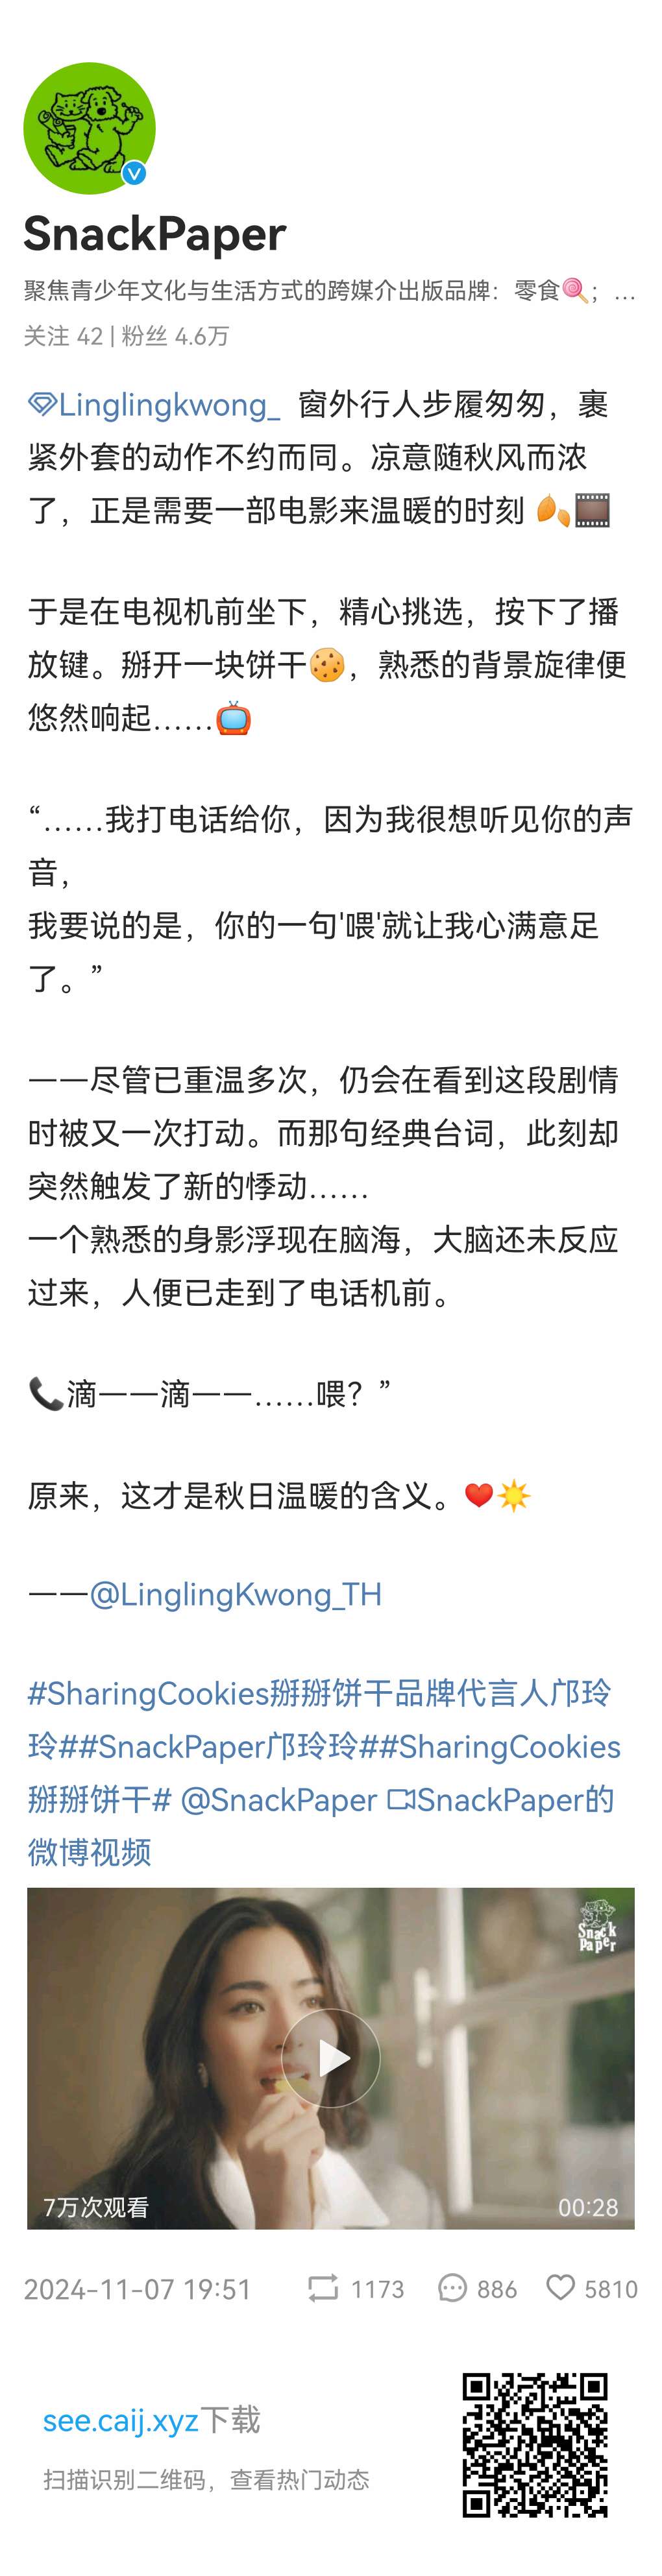 SnackPaper
聚焦青少年文化与生活方式的跨媒介出版品牌：零食🍭；…
关注 42 | 粉丝 4.6万
Linglingkwong_ 窗外行人步履匆匆，裹
紧外套的动作不约而同。凉意随秋风而浓
了，正是需要一部电影来温暖的时刻 🍂🎞️
于是在电视机前坐下，精心挑选，按下了播
放键。掰开一块饼干🍪，熟悉的背景旋律便
悠然响起……📺
“……我打电话给你，因为我很想听见你的声
音，
我要说的是，你的一句'喂'就让我心满意足
了。”
——尽管已重温多次，仍会在看到这段剧情
时被又一次打动。而那句经典台词，此刻却
突然触发了新的悸动……
一个熟悉的身影浮现在脑海，大脑还未反应
过来，人便已走到了电话机前。
📞滴——滴——……喂？”
原来，这才是秋日温暖的含义。❤️☀️
——@LinglingKwong_TH
#SharingCookies掰掰饼干品牌代言人邝玲
玲##SnackPaper邝玲玲##SharingCookies
掰掰饼干# @SnackPaper SnackPaper的
微博视频
Snack
Paper
7万次观看
00:28
2024-11-07 19:51 1173 886 5810
see.caij.xyz下载
扫描识别二维码，查看热门动态